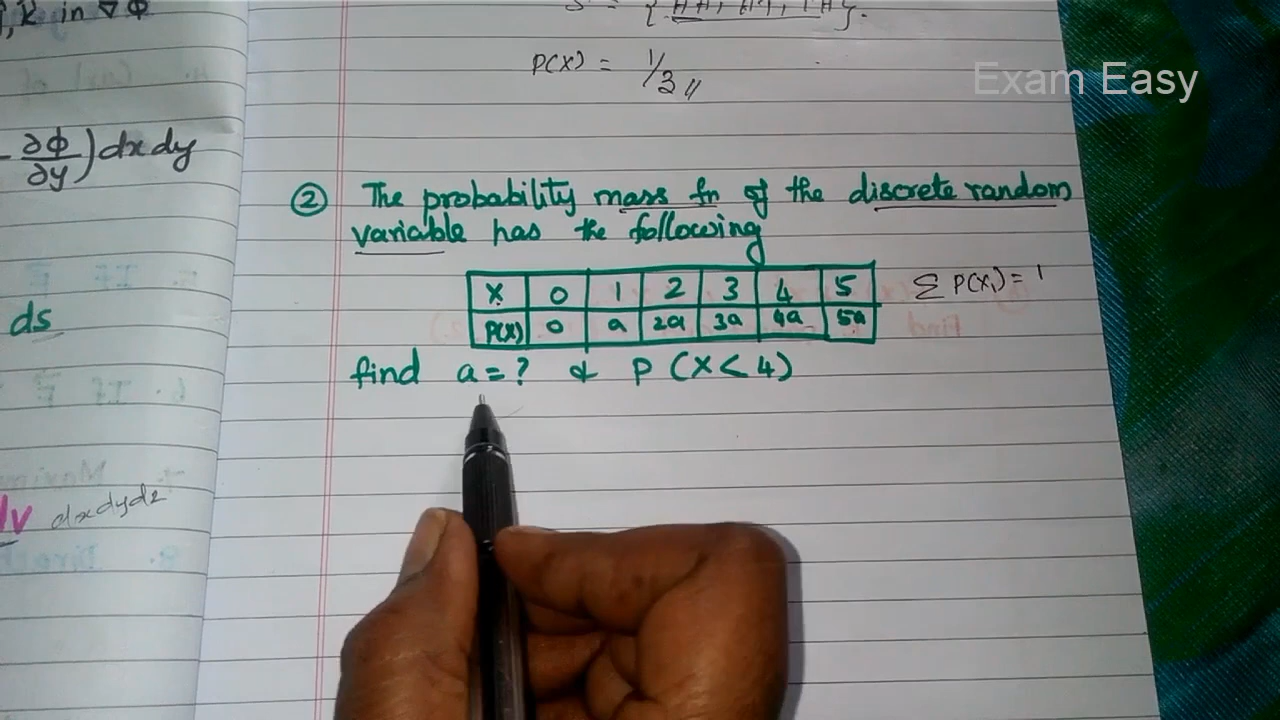 k in ∇Φ
∂Φ/∂y ) dx dy
ds
dv dxdydz
P(X) = 1/3 〃
Exam Easy
② The probability mass fn of the discrete random
variable has the following
X 0 1 2 3 4 5
P(X) 0 a 2a 3a 4a 5a
Σ P(Xi) = 1
find a = ? & P (X < 4)